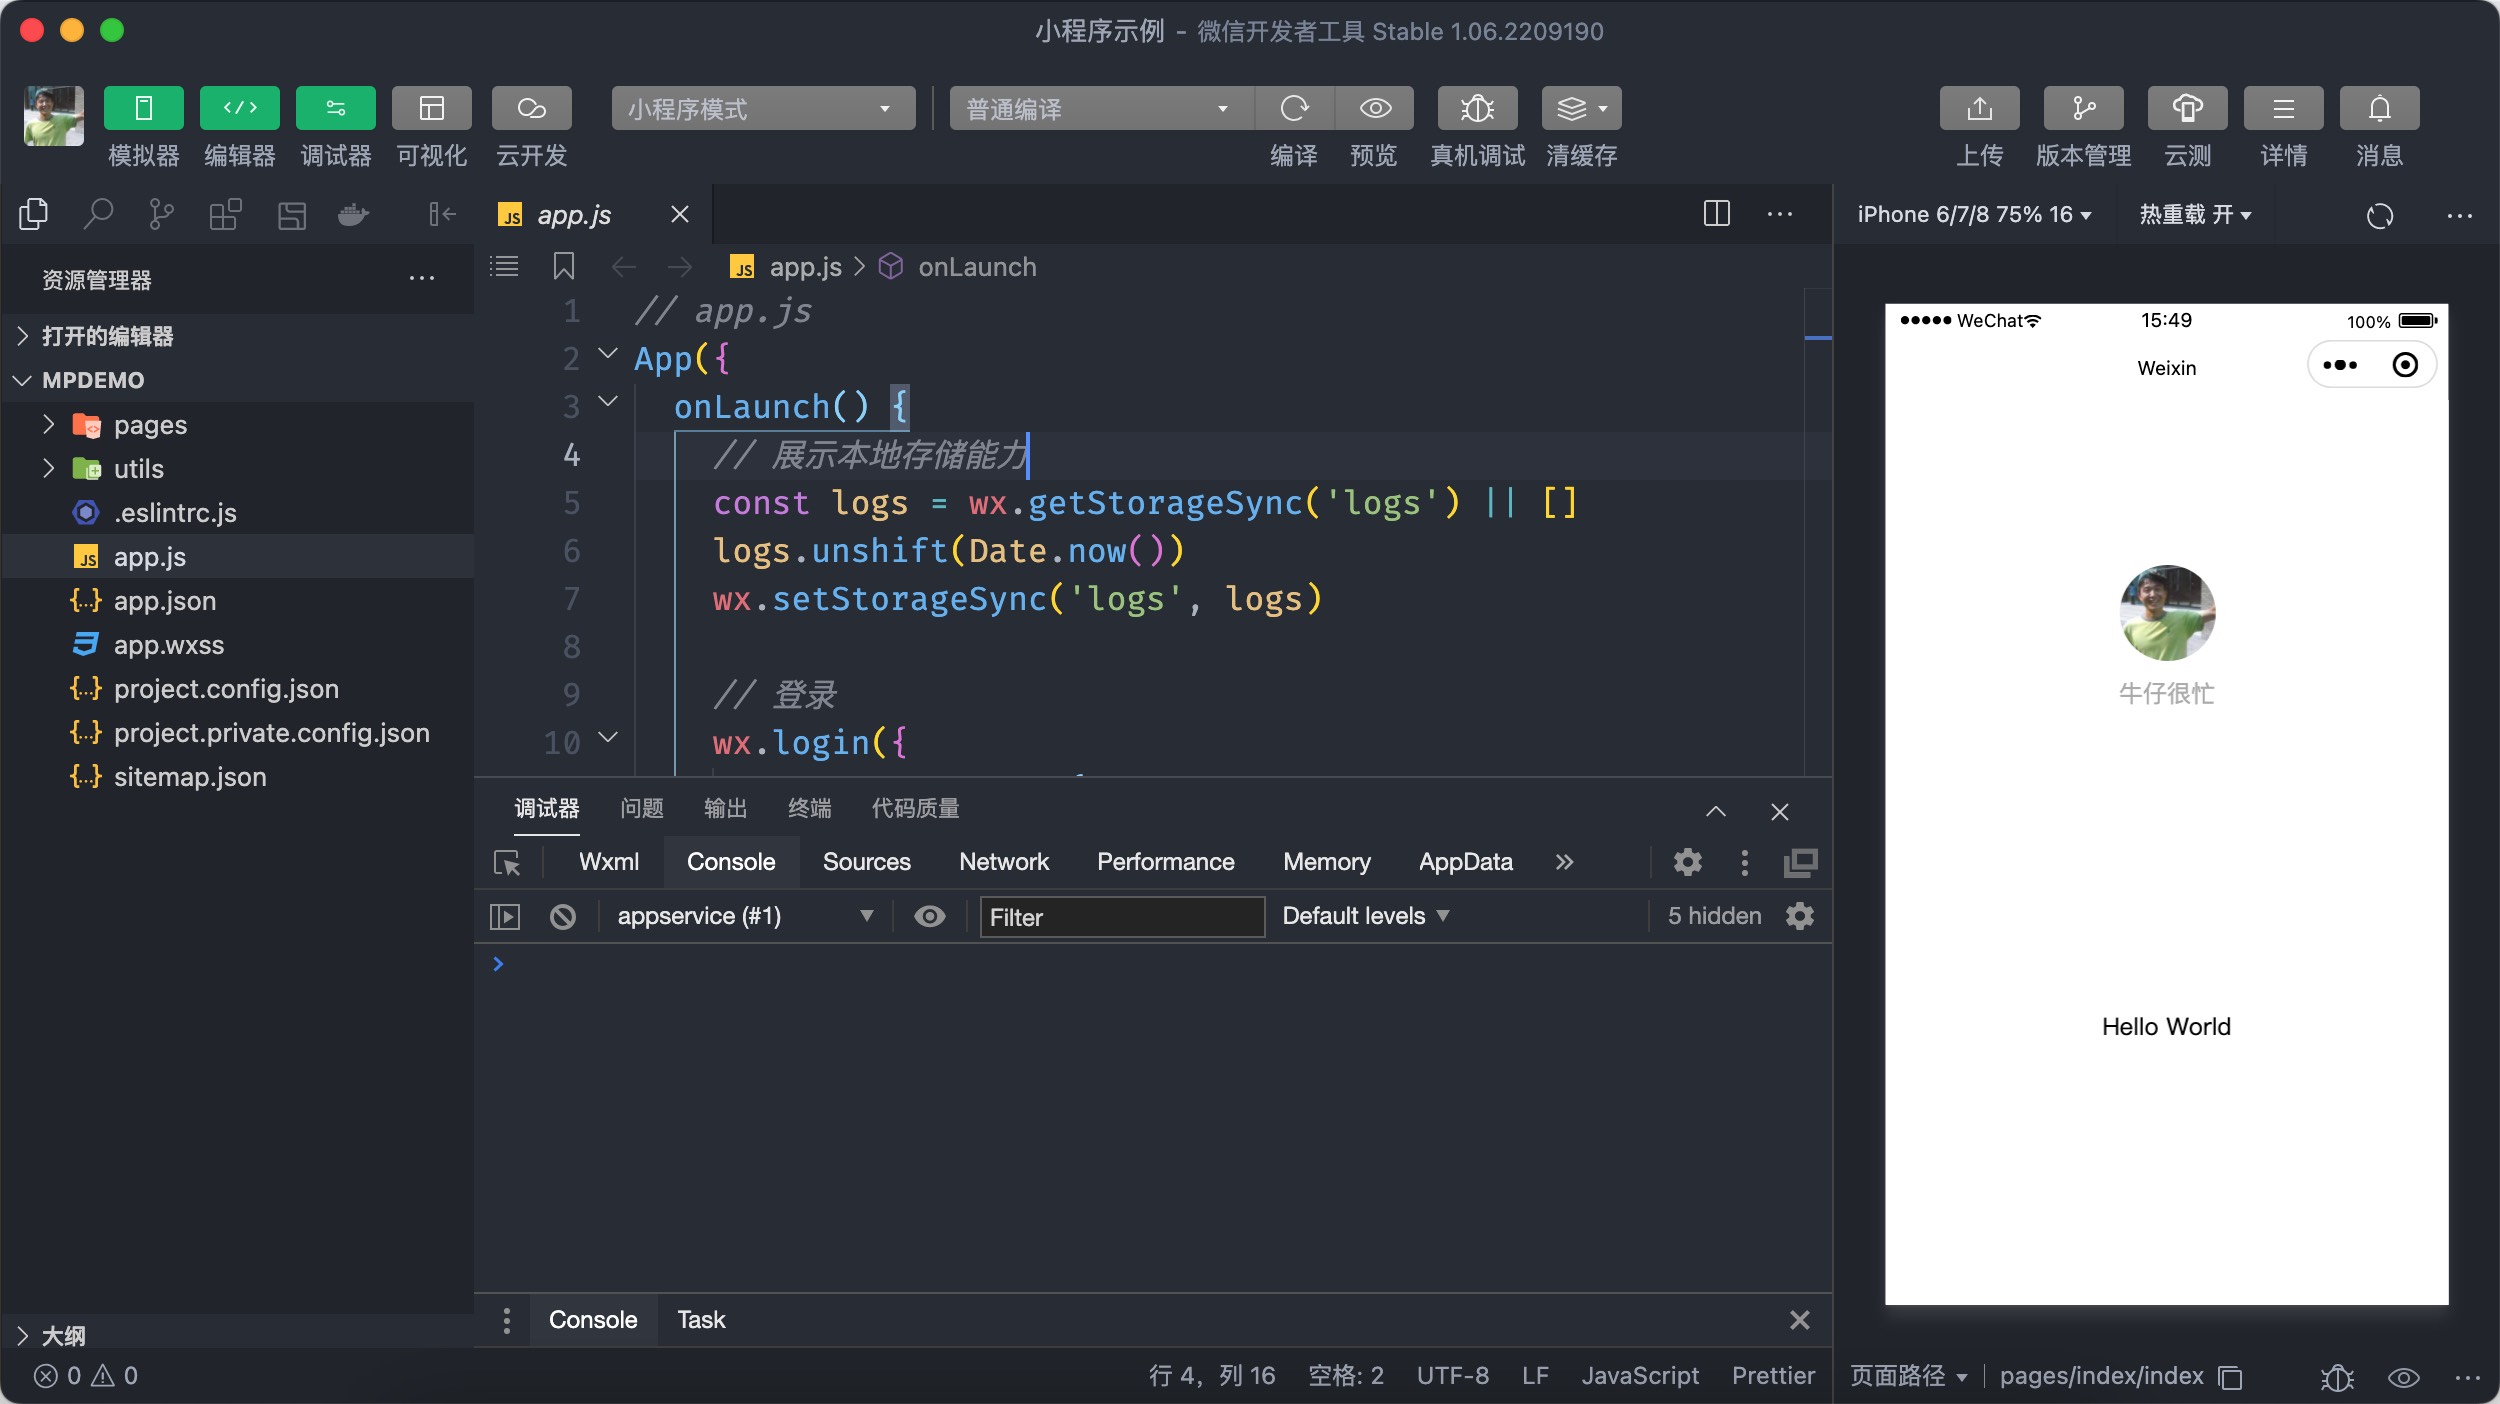 小程序示例 - 微信开发者工具 Stable 1.06.2209190
模拟器 编辑器 调试器 可视化 云开发
小程序模式 普通编译
编译 预览 真机调试 清缓存
上传 版本管理 云测 详情 消息
资源管理器
打开的编辑器
MPDEMO
pages
utils
.eslintrc.js
JS app.js
{..} app.json
app.wxss
{..} project.config.json
{..} project.private.config.json
{..} sitemap.json
大纲
0 0
JS app.js
JS app.js > onLaunch
1 // app.js
2 App({
3 onLaunch() {
4 // 展示本地存储能力
5 const logs = wx.getStorageSync('logs') || []
6 logs.unshift(Date.now())
7 wx.setStorageSync('logs', logs)
8
9 // 登录
10 wx.login({
调试器 问题 输出 终端 代码质量
Wxml Console Sources Network Performance Memory AppData
appservice (#1) Filter Default levels 5 hidden
Console Task
行 4，列 16 空格: 2 UTF-8 LF JavaScript Prettier
iPhone 6/7/8 75% 16 热重载 开
WeChat 15:49 100%
Weixin
牛仔很忙
Hello World
页面路径 pages/index/index